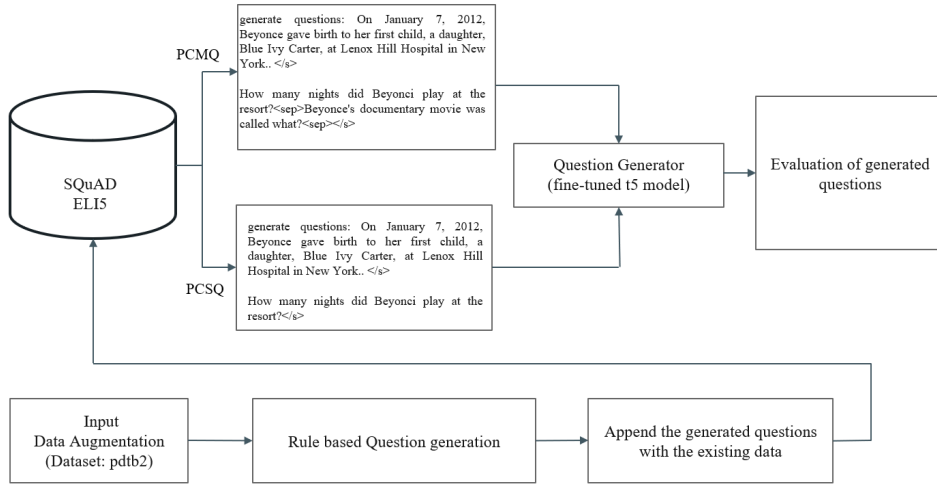 generate questions: On January 7, 2012,
Beyonce gave birth to her first child, a daughter,
Blue Ivy Carter, at Lenox Hill Hospital in New
York.. </s>
How many nights did Beyonci play at the
resort?<sep>Beyonce's documentary movie was
called what?<sep></s>
PCMQ
SQuAD
ELI5
Question Generator
(fine-tuned t5 model)
Evaluation of generated
questions
generate questions: On January 7, 2012,
Beyonce gave birth to her first child, a
daughter, Blue Ivy Carter, at Lenox Hill
Hospital in New York.. </s>
How many nights did Beyonci play at the
resort?</s>
PCSQ
Input
Data Augmentation
(Dataset: pdtb2)
Rule based Question generation
Append the generated questions
with the existing data